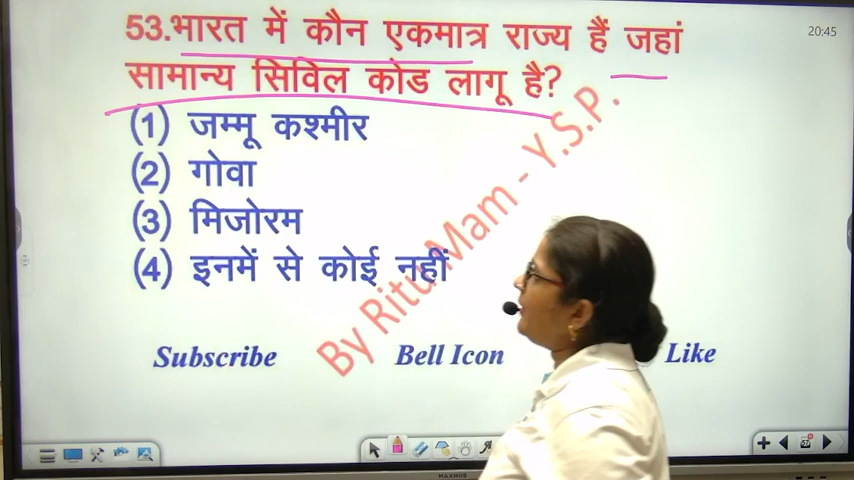 53.भारत में कौन एकमात्र राज्य हैं जहां
20:45
सामान्य सिविल कोड लागू है?
(1) जम्मू कश्मीर
(2) गोवा
(3) मिजोरम
(4) इनमें से कोई नहीं
By Ritu Mam - Y.S.P.
Subscribe Bell Icon Like
MAXHUB